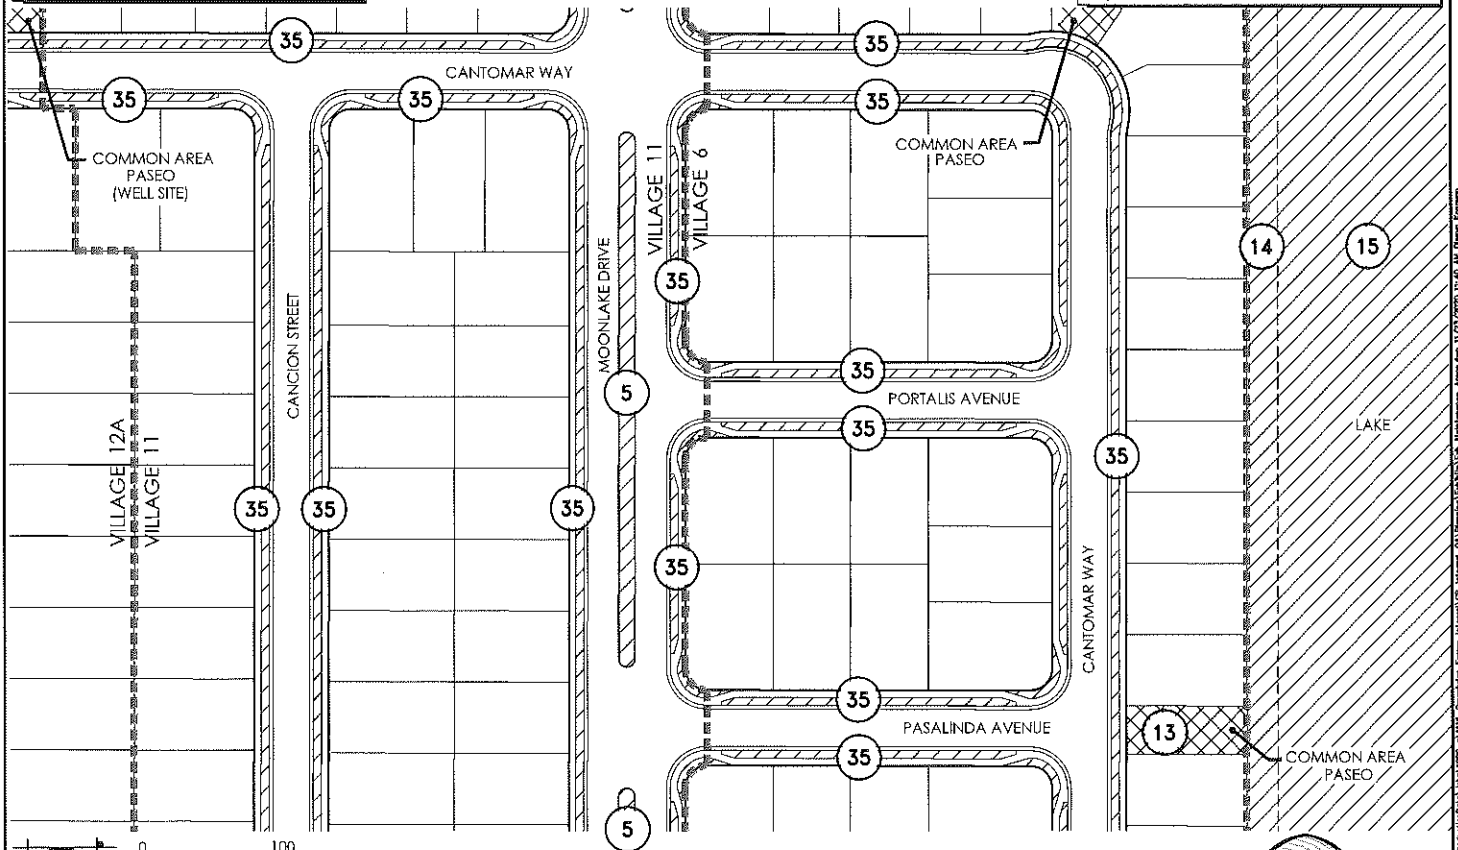 35
35
CANTOMAR WAY
35
35
35
35
COMMON AREA
PASEO
(WELL SITE)
COMMON AREA
PASEO
VILLAGE 11
VILLAGE 6
MOONLAKE DRIVE
CANCION STREET
35
14
15
5
35
PORTALIS AVENUE
35
LAKE
VILLAGE 12A
VILLAGE 11
35
35
35
35
35
CANTOMAR WAY
35
PASALINDA AVENUE
13
COMMON AREA
PASEO
35
5
0
100